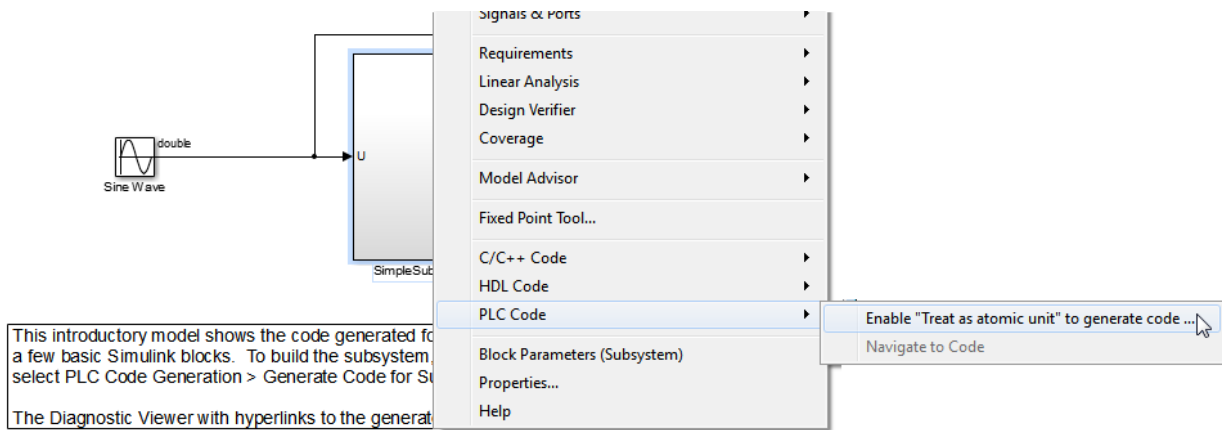 Signals & Ports
Requirements
Linear Analysis
Design Verifier
Coverage
Model Advisor
Fixed Point Tool...
C/C++ Code
HDL Code
PLC Code
Block Parameters (Subsystem)
Properties...
Help
Enable "Treat as atomic unit" to generate code ...
Navigate to Code
double
U
Sine Wave
SimpleSub
This introductory model shows the code generated fo
a few basic Simulink blocks. To build the subsystem,
select PLC Code Generation > Generate Code for Su
The Diagnostic Viewer with hyperlinks to the generat